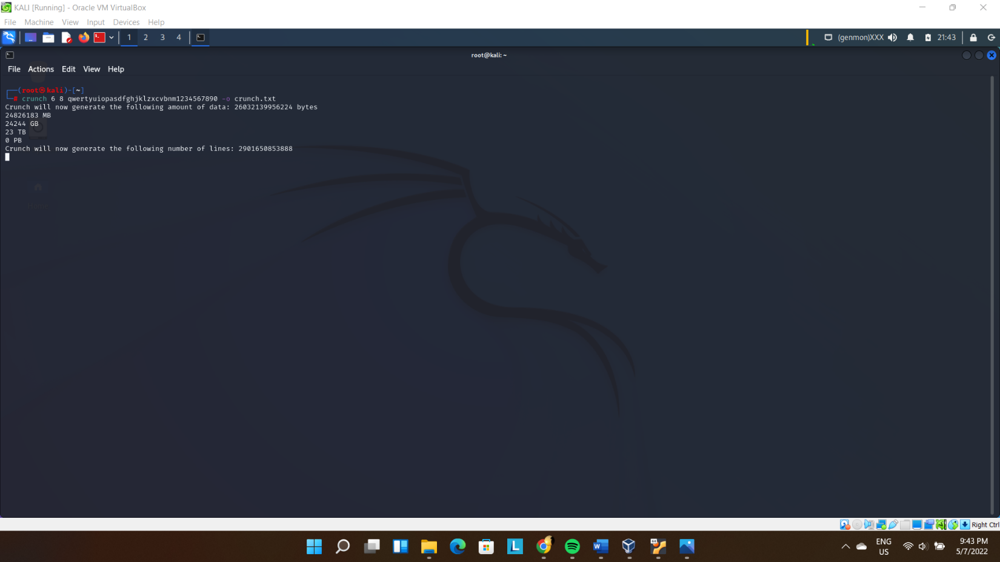 KALI [Running] - Oracle VM VirtualBox
File Machine View Input Devices Help
1 2 3 4 (genmon)XXX 21:43
root@kali: ~
File Actions Edit View Help
┌──(root㉿kali)-[~]
└─# crunch 6 8 qwertyuiopasdfghjklzxcvbnm1234567890 -o crunch.txt
Crunch will now generate the following amount of data: 26032139956224 bytes
24826183 MB
24244 GB
23 TB
0 PB
Crunch will now generate the following number of lines: 2901650853888
Home
Right Ctrl
ENG
US
9:43 PM
5/7/2022